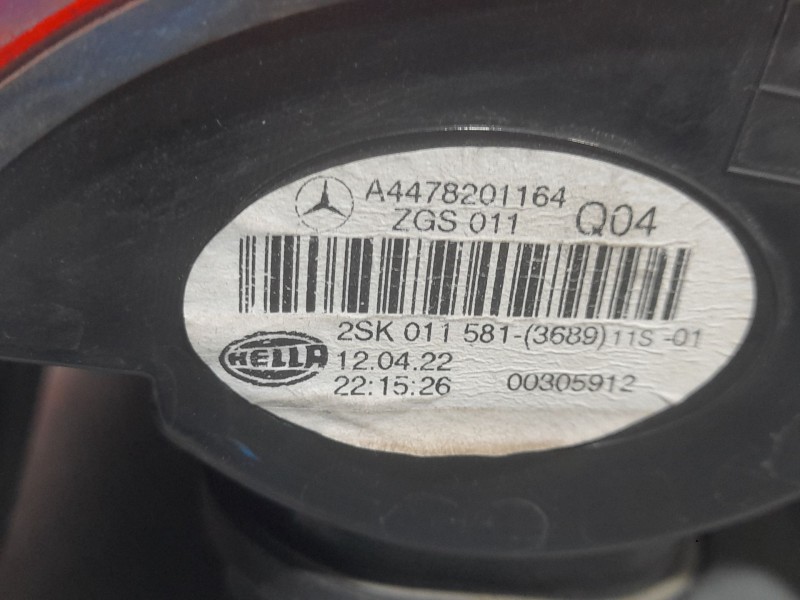 A4478201164
ZGS 011 Q04
2SK 011 581-(3689)11S -01
HELLA 12.04.22
22:15:26 00305912